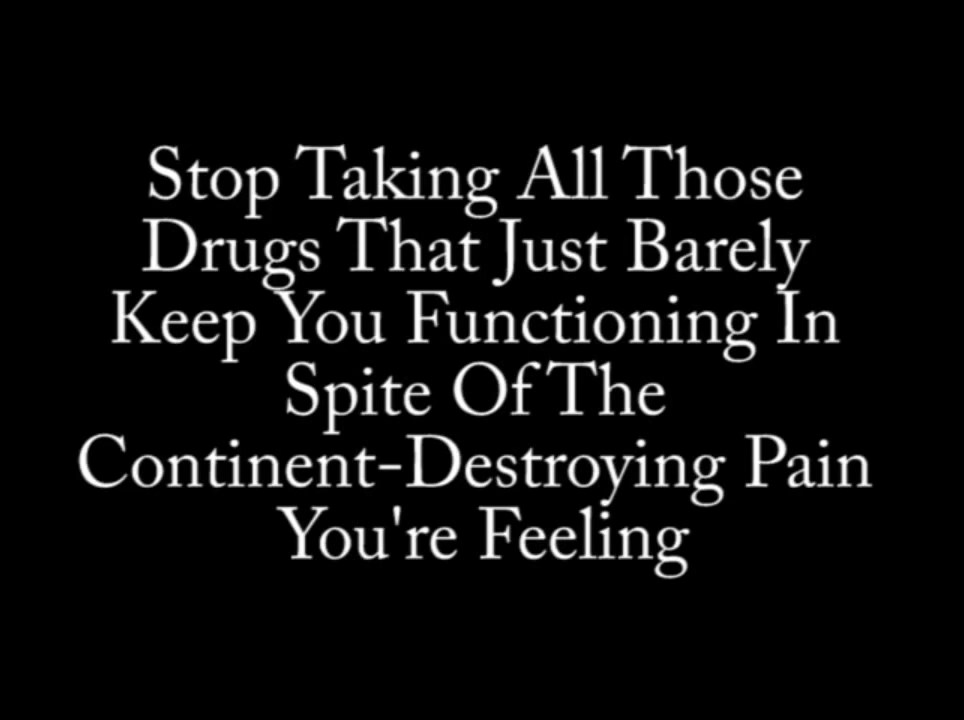 Stop Taking All Those
Drugs That Just Barely
Keep You Functioning In
Spite Of The
Continent-Destroying Pain
You're Feeling